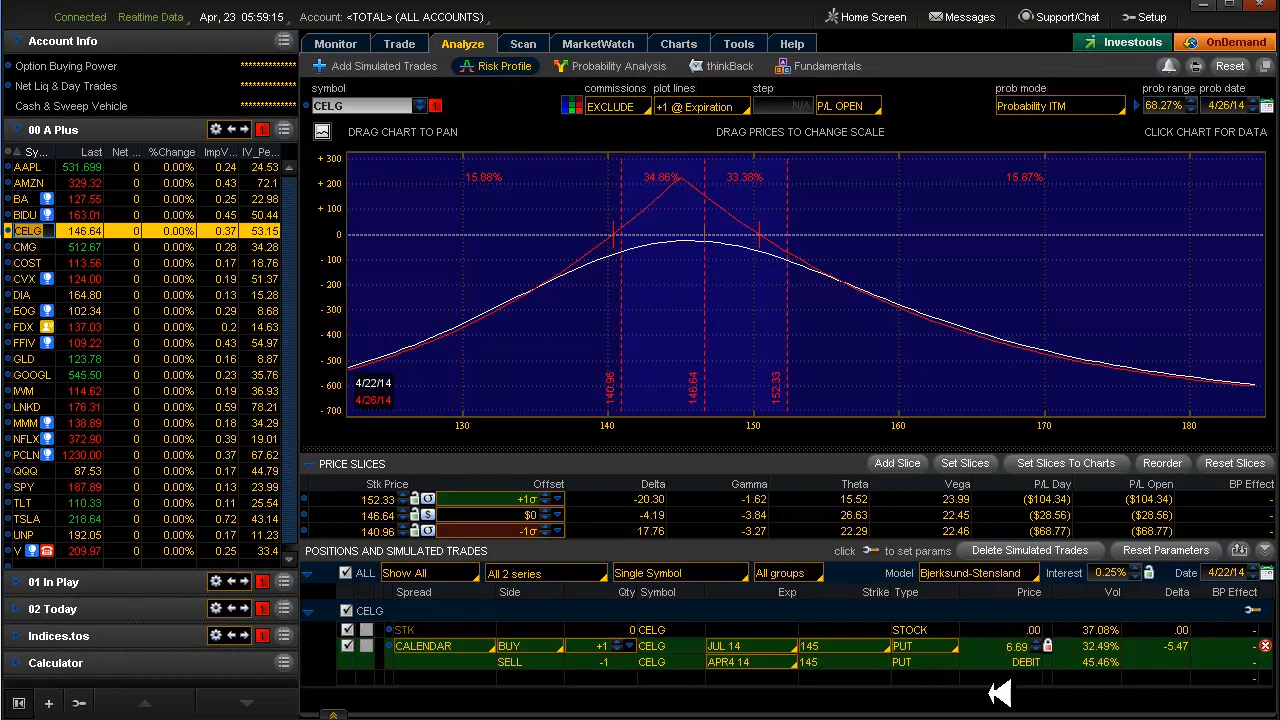 Connected Realtime Data Apr, 23 05:59:15 Account: <TOTAL> (ALL ACCOUNTS) Home Screen Messages Support/Chat Setup
Account Info
Option Buying Power **************
Net Liq & Day Trades **************
Cash & Sweep Vehicle **************
00 A Plus 1
Sy... Last Net ... %Change ImpV... IV_Pe...
AAPL 531.699 0 0.00% 0.24 24.53
AMZN 329.32 0 0.00% 0.43 72.1
BA 127.55 0 0.00% 0.25 22.98
BIDU 163.01 0 0.00% 0.45 50.44
CELG 146.64 0 0.00% 0.37 53.15
CMG 512.67 0 0.00% 0.28 34.28
COST 113.56 0 0.00% 0.17 18.76
CVX 124.00 0 0.00% 0.19 51.37
DIA 164.80 0 0.00% 0.13 15.28
EOG 102.34 0 0.00% 0.29 8.68
FDX 137.03 0 0.00% 0.2 14.63
FFIV 109.22 0 0.00% 0.43 54.97
GLD 123.78 0 0.00% 0.16 8.87
GOOGL 545.50 0 0.00% 0.23 35.76
IWM 114.62 0 0.00% 0.19 36.93
LNKD 176.31 0 0.00% 0.59 78.21
MMM 138.89 0 0.00% 0.18 34.29
NFLX 372.90 0 0.00% 0.39 19.01
PCLN 1230.00 0 0.00% 0.37 67.62
QQQ 87.53 0 0.00% 0.17 44.79
SPY 187.89 0 0.00% 0.13 23.99
TLT 110.33 0 0.00% 0.11 25.54
TSLA 218.64 0 0.00% 0.72 43.14
UNP 192.05 0 0.00% 0.17 11.23
V 209.97 0 0.00% 0.25 33.4
01 In Play 1
02 Today 1
Indices.tos 1
Calculator
Monitor Trade Analyze Scan MarketWatch Charts Tools Help Investools OnDemand
Add Simulated Trades Risk Profile Probability Analysis thinkBack Fundamentals Reset
symbol commissions plot lines step prob mode prob range prob date
CELG 1 EXCLUDE +1 @ Expiration N/A P/L OPEN Probability ITM 68.27% 4/26/14
DRAG CHART TO PAN DRAG PRICES TO CHANGE SCALE CLICK CHART FOR DATA
+ 300
+ 200
+ 100
0
- 100
- 200
- 300
- 400
- 500
- 600
- 700
15.88% 34.86% 33.38% 15.87%
140.96 146.64 152.33
4/22/14
4/26/14
130 140 150 160 170 180
PRICE SLICES Add Slice Set Slices Set Slices To Charts Reorder Reset Slices
Stk Price Offset Delta Gamma Theta Vega P/L Day P/L Open BP Effect
152.33 σ +1σ -20.30 -1.62 15.52 23.99 ($104.34) ($104.34)
146.64 $ $0 -4.19 -3.84 26.63 22.45 ($28.56) ($28.56)
140.96 σ -1σ 17.76 -3.27 22.29 22.46 ($68.77) ($68.77)
POSITIONS AND SIMULATED TRADES click to set params Delete Simulated Trades Reset Parameters
ALL Show All All 2 series Single Symbol All groups Model Bjerksund-Stensland Interest 0.25% Date 4/22/14
Spread Side Qty Symbol Exp Strike Type Price Vol Delta BP Effect
CELG
STK 0 CELG STOCK .00 37.08% .00 -
CALENDAR BUY +1 CELG JUL 14 145 PUT 6.69 32.49% -5.47 -
SELL -1 CELG APR4 14 145 PUT DEBIT 45.46%
-